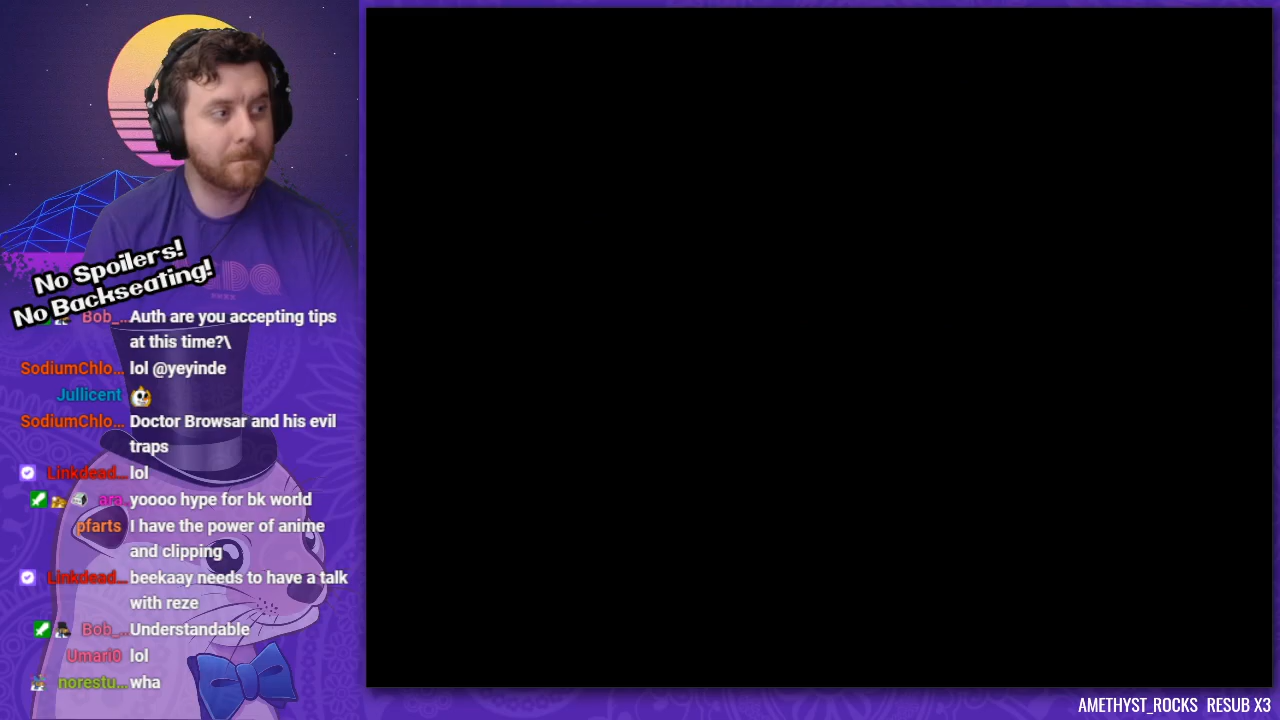 No Spoilers!
No Backseating!
Bob_... Auth are you accepting tips
at this time?\
SodiumChlo... lol @yeyinde
Jullicent
SodiumChlo... Doctor Browsar and his evil
traps
Linkdead... lol
ara.. yoooo hype for bk world
pfarts I have the power of anime
and clipping
Linkdead... beekaay needs to have a talk
with reze
Bob_... Understandable
Umari0 lol
norestu... wha
AMETHYST_ROCKS RESUB X3